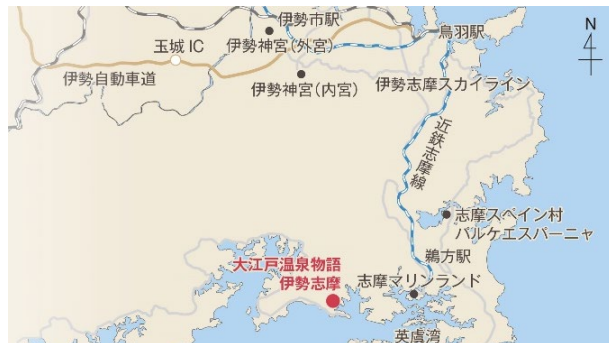 伊勢市駅
鳥羽駅
N
玉城IC
伊勢神宮(外宮)
伊勢自動車道
伊勢神宮(内宮)
伊勢志摩スカイライン
近鉄志摩線
志摩スペイン村
パルケエスパーニャ
鵜方駅
大江戸温泉物語
伊勢志摩
志摩マリンランド
英虞湾